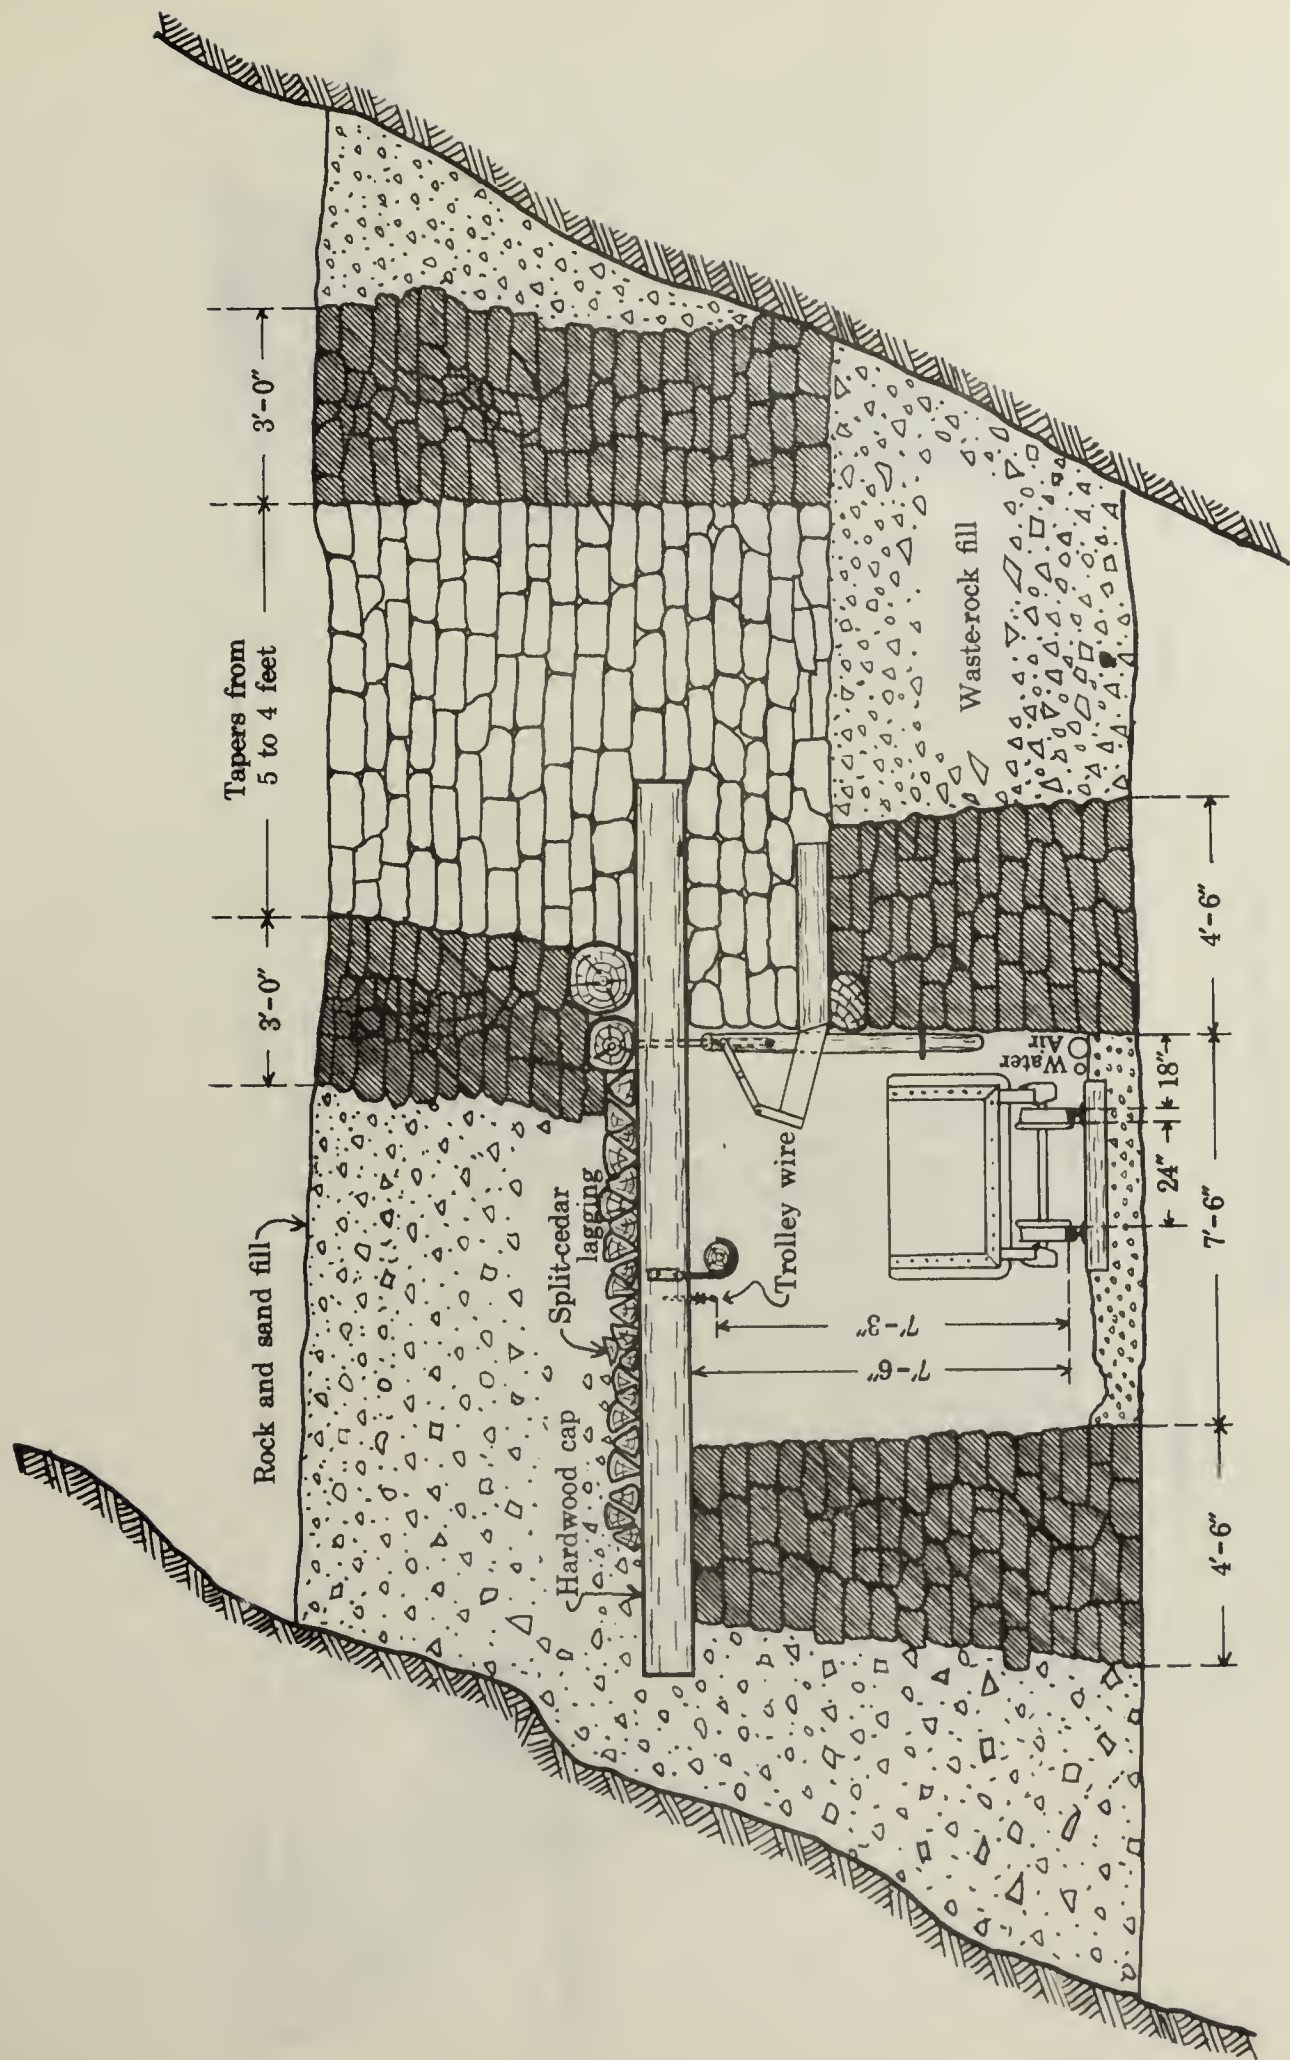 Rock and sand fill
3'-0"
Tapers from
5 to 4 feet
3'-0"
Hardwood cap
Split-cedar
lagging
Trolley wire
Waste-rock fill
7'-6"
7'-3"
Water
Air
24"
18"
4'-6"
7'-6"
4'-6"